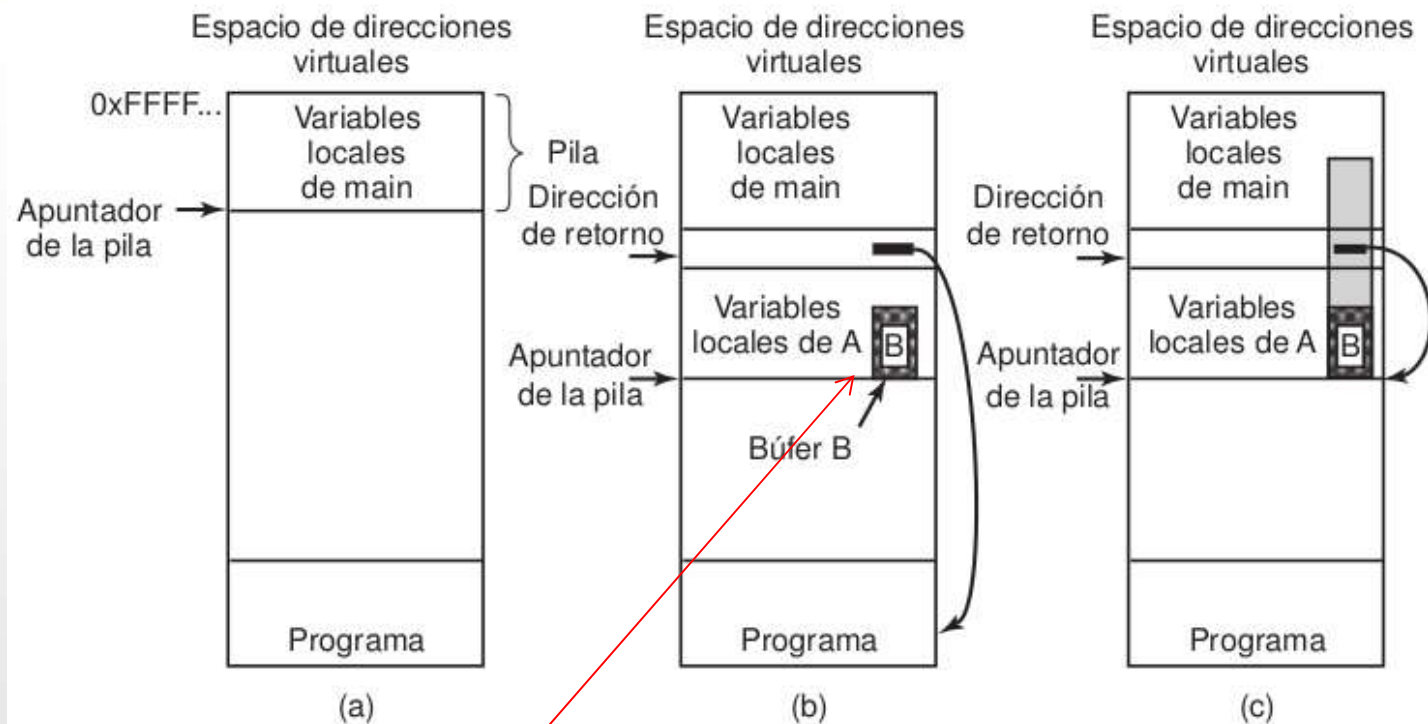 Espacio de direcciones
virtuales
0xFFFF...
Variables
locales
de main
Pila
Apuntador
de la pila
(a)
Programa
Espacio de direcciones
virtuales
Variables
locales
de main
Dirección
de retorno
Variables
locales de A
B
Apuntador
de la pila
Búfer B
Programa
(b)
Espacio de direcciones
virtuales
Variables
locales
de main
Dirección
de retorno
Variables
locales de A
B
Apuntador
de la pila
Programa
(c)